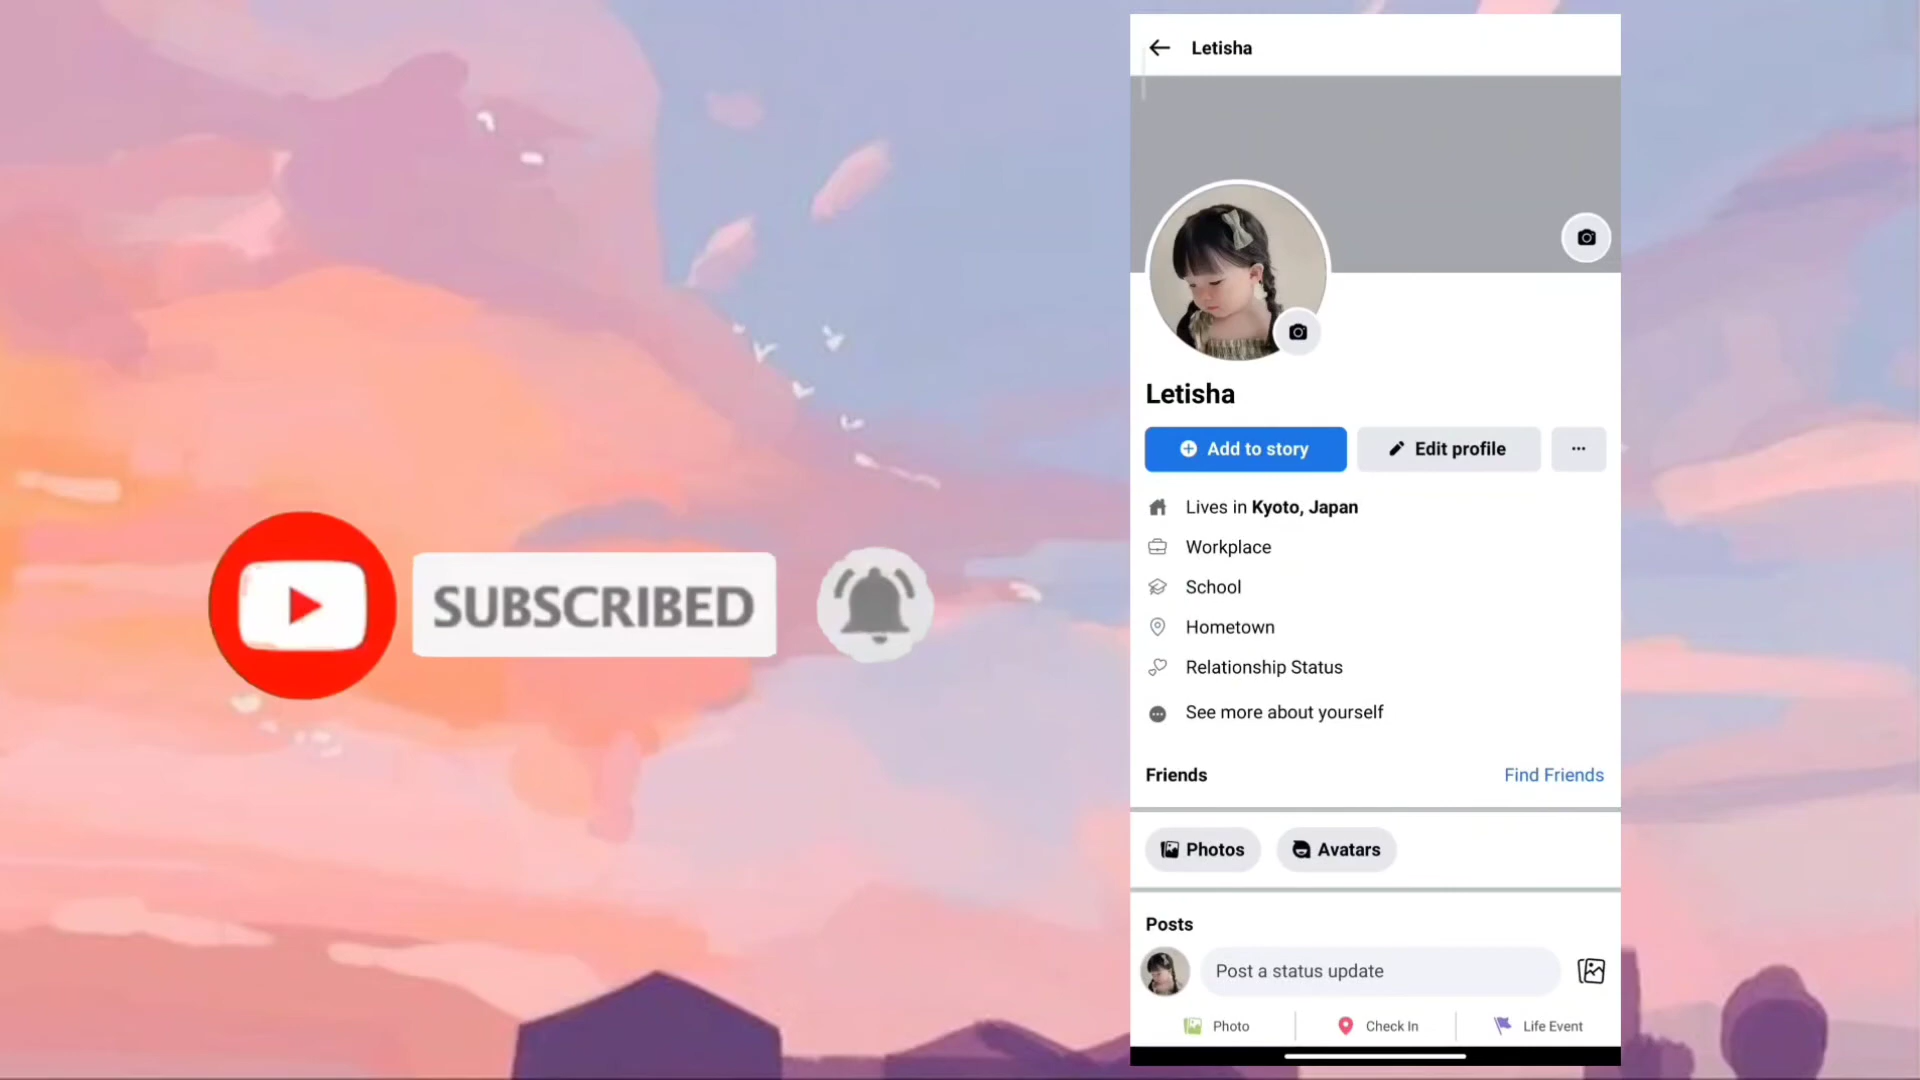 Letisha
Letisha
Add to story
Edit profile
Lives in Kyoto, Japan
Workplace
School
Hometown
Relationship Status
See more about yourself
Friends
Find Friends
Photos
Avatars
Posts
Post a status update
Photo
Check In
Life Event
SUBSCRIBED